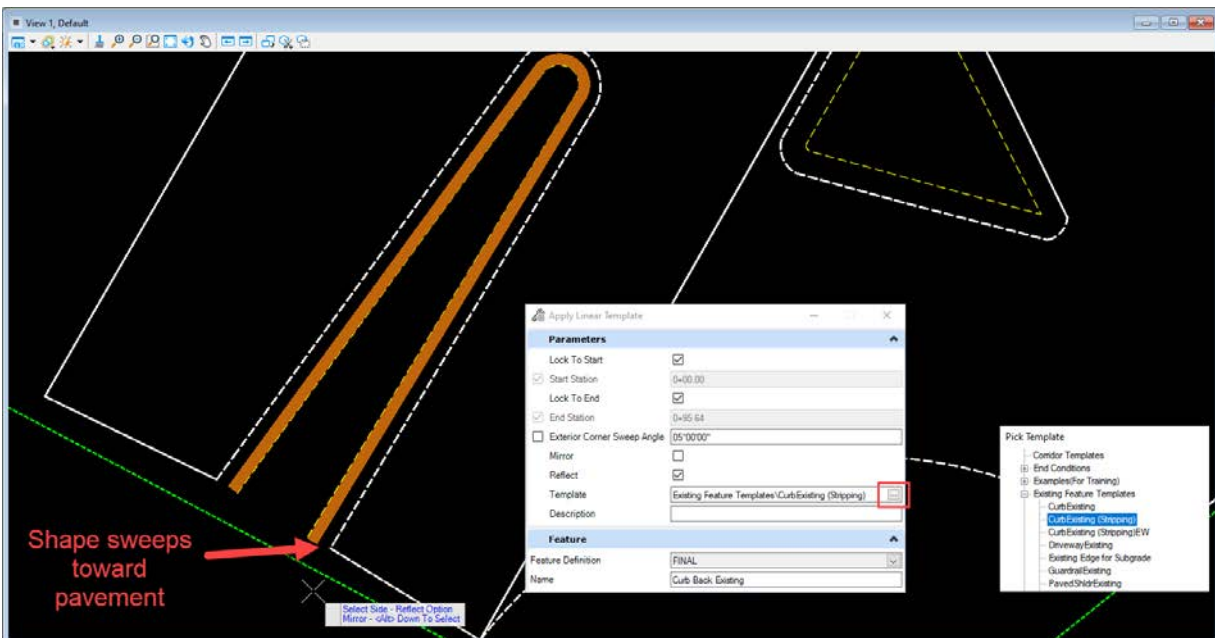 View 1, Default
Apply Linear Template
Parameters
Lock To Start
Start Station 0+00.00
Lock To End
End Station 0+95.64
Exterior Corner Sweep Angle 05°00'00"
Mirror
Reflect
Template Existing Feature Templates\CurbExisting (Stripping)
Description
Feature
Feature Definition FINAL
Name Curb Back Existing
Pick Template
Corridor Templates
End Conditions
Examples(For Training)
Existing Feature Templates
CurbExisting
CurbExisting (Stripping)
CurbExisting (Stripping)EW
DrivewayExisting
Existing Edge for Subgrade
GuardrailExisting
PavedShldrExisting
Shape sweeps
toward
pavement
Select Side - Reflect Option
Mirror - <Alt> Down To Select